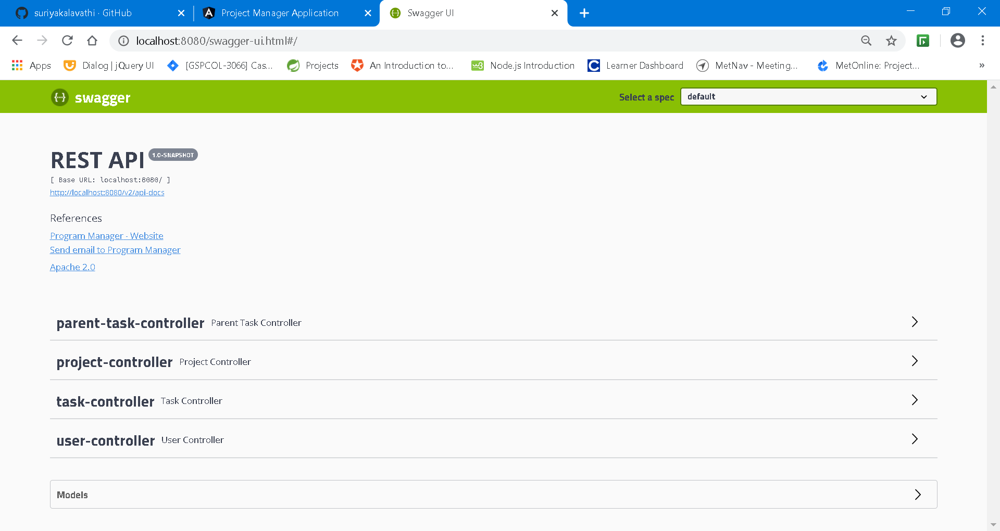 suriyakalavathi · GitHub
Project Manager Application
Swagger UI
localhost:8080/swagger-ui.html#/
Apps
Dialog | jQuery UI
[GSPCOL-3066] Cas...
Projects
An Introduction to...
Node.js Introduction
Learner Dashboard
MetNav - Meeting...
MetOnline: Project...
»
swagger
Select a spec
default
REST API 1.0-SNAPSHOT
[ Base URL: localhost:8080/ ]
http://localhost:8080/v2/api-docs
References
Program Manager - Website
Send email to Program Manager
Apache 2.0
parent-task-controller Parent Task Controller
project-controller Project Controller
task-controller Task Controller
user-controller User Controller
Models